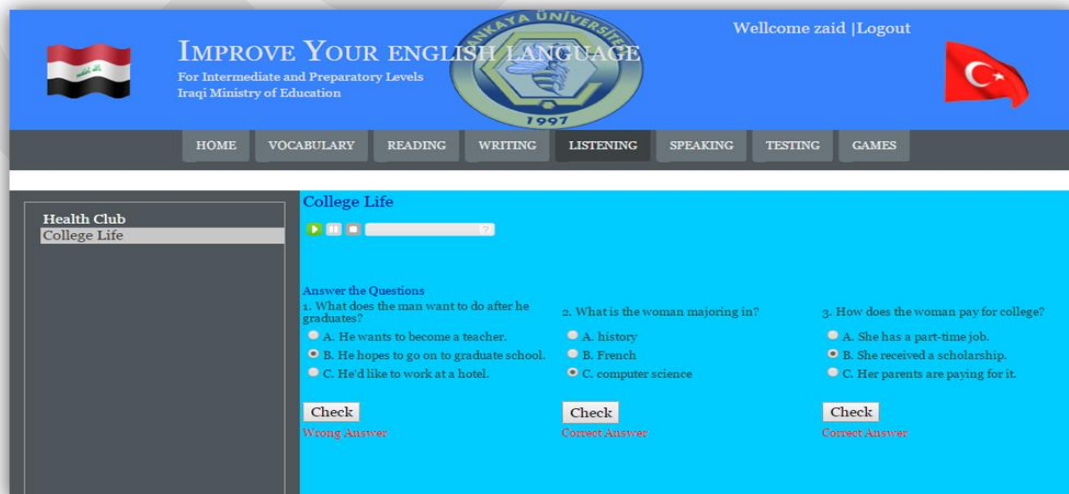 Wellcome zaid |Logout
IMPROVE YOUR ENGLISH LANGUAGE
For Intermediate and Preparatory Levels
Iraqi Ministry of Education
ANKAYA ÜNİVERSİTE
1997
HOME VOCABULARY READING WRITING LISTENING SPEAKING TESTING GAMES
Health Club
College Life
College Life
?
Answer the Questions
1. What does the man want to do after he graduates?
A. He wants to become a teacher.
B. He hopes to go on to graduate school.
C. He'd like to work at a hotel.
Check
Wrong Answer
2. What is the woman majoring in?
A. history
B. French
C. computer science
Check
Correct Answer
3. How does the woman pay for college?
A. She has a part-time job.
B. She received a scholarship.
C. Her parents are paying for it.
Check
Correct Answer